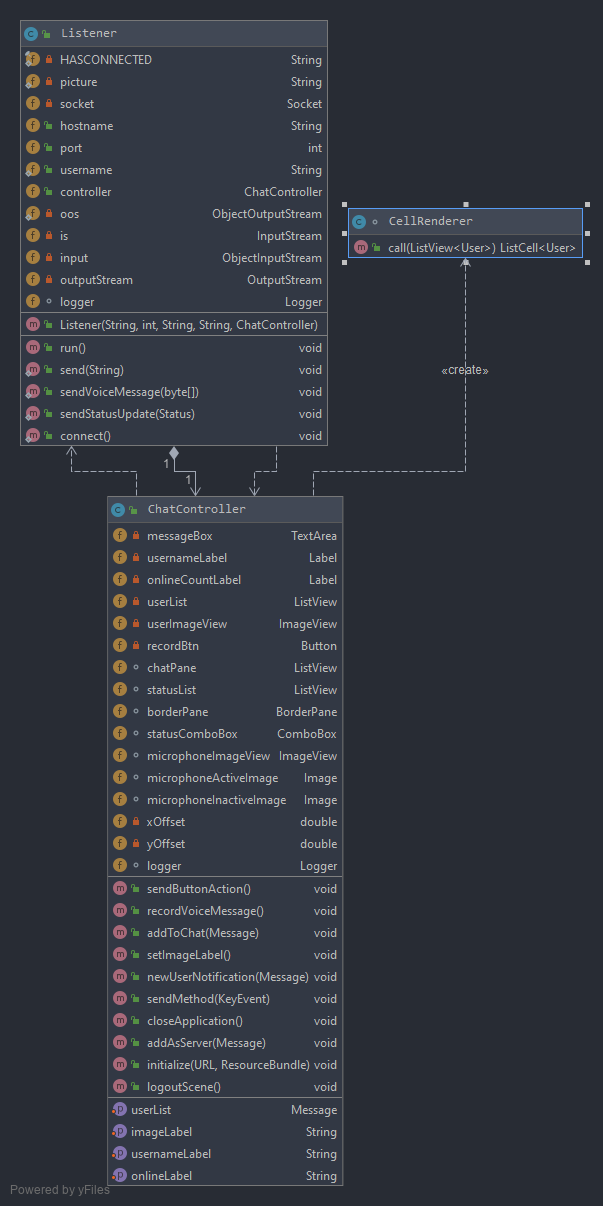 Listener
HASCONNECTED String
picture String
socket Socket
hostname String
port int
username String
controller ChatController
oos ObjectOutputStream
is InputStream
input ObjectInputStream
outputStream OutputStream
logger Logger
Listener(String, int, String, String, ChatController)
run() void
send(String) void
sendVoiceMessage(byte[]) void
sendStatusUpdate(Status) void
connect() void
CellRenderer
call(ListView<User>) ListCell<User>
«create»
1
1
ChatController
messageBox TextArea
usernameLabel Label
onlineCountLabel Label
userList ListView
userImageView ImageView
recordBtn Button
chatPane ListView
statusList ListView
borderPane BorderPane
statusComboBox ComboBox
microphoneImageView ImageView
microphoneActiveImage Image
microphoneInactiveImage Image
xOffset double
yOffset double
logger Logger
sendButtonAction() void
recordVoiceMessage() void
addToChat(Message) void
setImageLabel() void
newUserNotification(Message) void
sendMethod(KeyEvent) void
closeApplication() void
addAsServer(Message) void
initialize(URL, ResourceBundle) void
logoutScene() void
userList Message
imageLabel String
usernameLabel String
onlineLabel String
Powered by yFiles